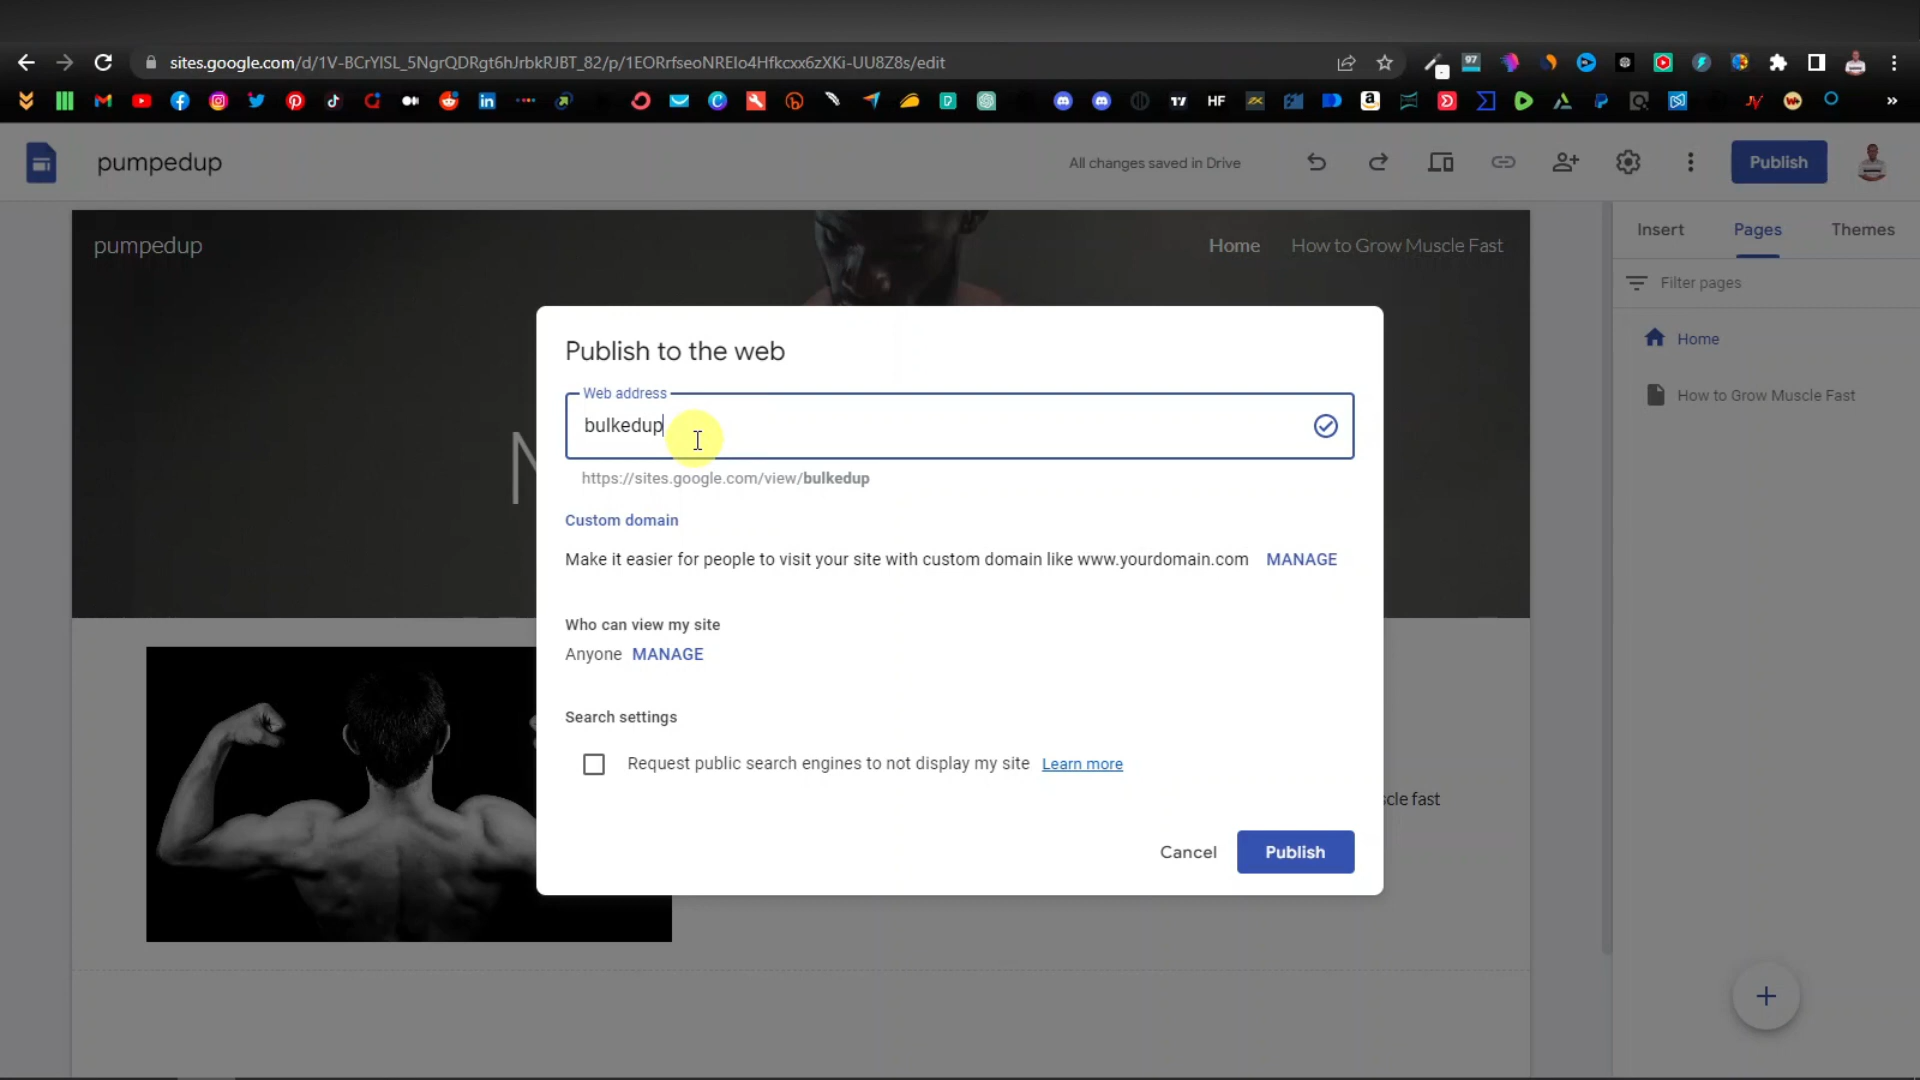 sites.google.com/d/1V-BCrYlSL_5NgrQDRgt6hJrbkRJBT_82/p/1EORrfseoNREIo4Hfkcxx6zXKi-UU8Z8s/edit
97
HF
pumpedup
All changes saved in Drive
Publish
pumpedup
Home
How to Grow Muscle Fast
Insert
Pages
Themes
Filter pages
Home
How to Grow Muscle Fast
Publish to the web
Web address
bulkedup
https://sites.google.com/view/bulkedup
Custom domain
Make it easier for people to visit your site with custom domain like www.yourdomain.com MANAGE
Who can view my site
Anyone MANAGE
Search settings
Request public search engines to not display my site Learn more
cle fast
Cancel
Publish